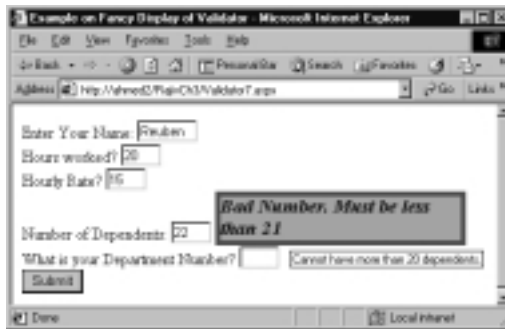 Example on Fancy Display of Validator - Microsoft Internet Explorer
File Edit View Favorites Tools Help
Back PersonalBar Search Favorites
Address http://ahmed2/Raji-Ch3/Validator7.aspx Go Links
Enter Your Name: Reuben
Hours worked? 20
Hourly Rate? 15
Bad Number. Must be less
than 21
Number of Dependents 22
What is your Department Number? Cannot have more than 20 dependents.
Submit
Done Local intranet